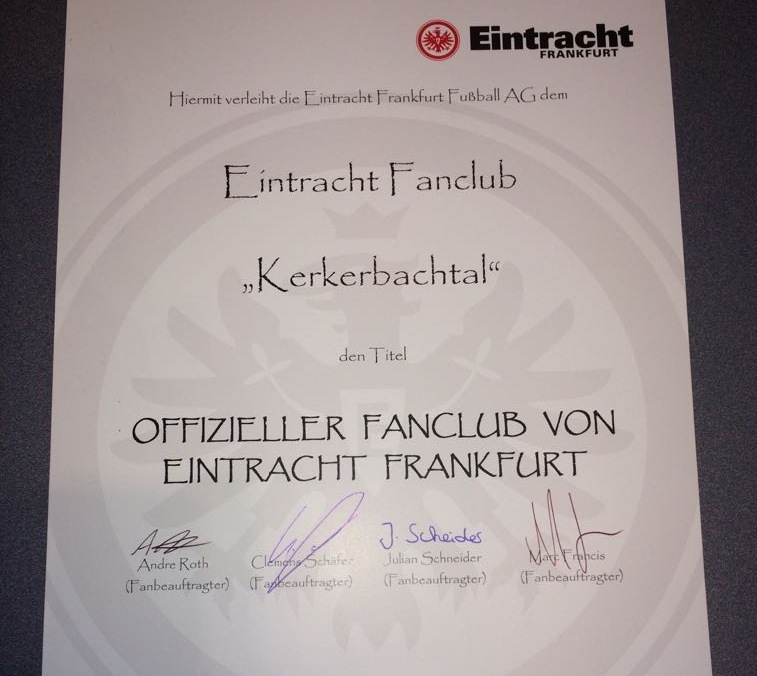 Eintracht
FRANKFURT
Hiermit verleiht die Eintracht Frankfurt Fußball AG dem
Eintracht Fanclub
„Kerkerbachtal“
den Titel
OFFIZIELLER FANCLUB VON
EINTRACHT FRANKFURT
J. Scheider
Andre Roth Clemens Schäfer Julian Schneider Marc Francis
(Fanbeauftragter) (Fanbeauftragter) (Fanbeauftragter) (Fanbeauftragter)